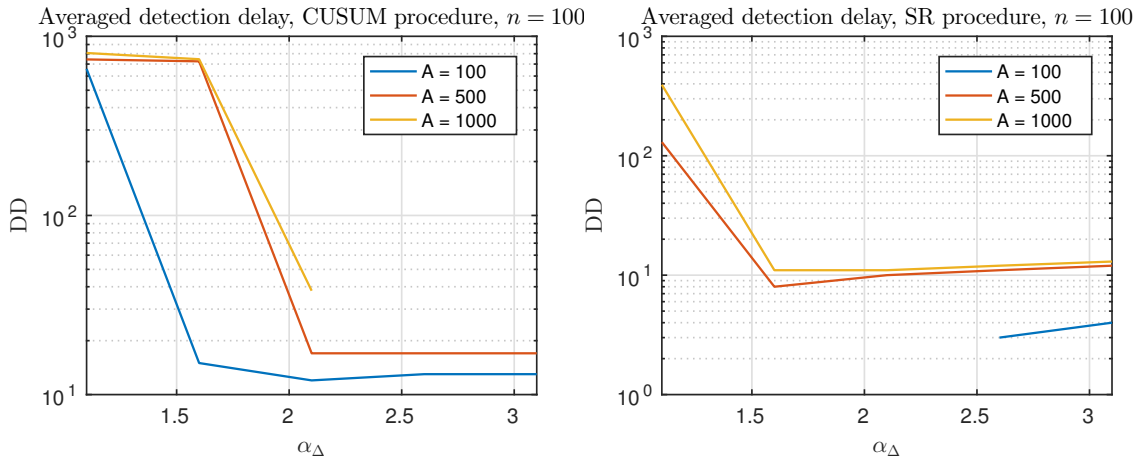 Averaged detection delay, CUSUM procedure, n = 100
10^3
10^2
10^1
DD
1.5
2
2.5
3
α_Δ
A = 100
A = 500
A = 1000
Averaged detection delay, SR procedure, n = 100
10^3
10^2
10^1
10^0
DD
1.5
2
2.5
3
α_Δ
A = 100
A = 500
A = 1000